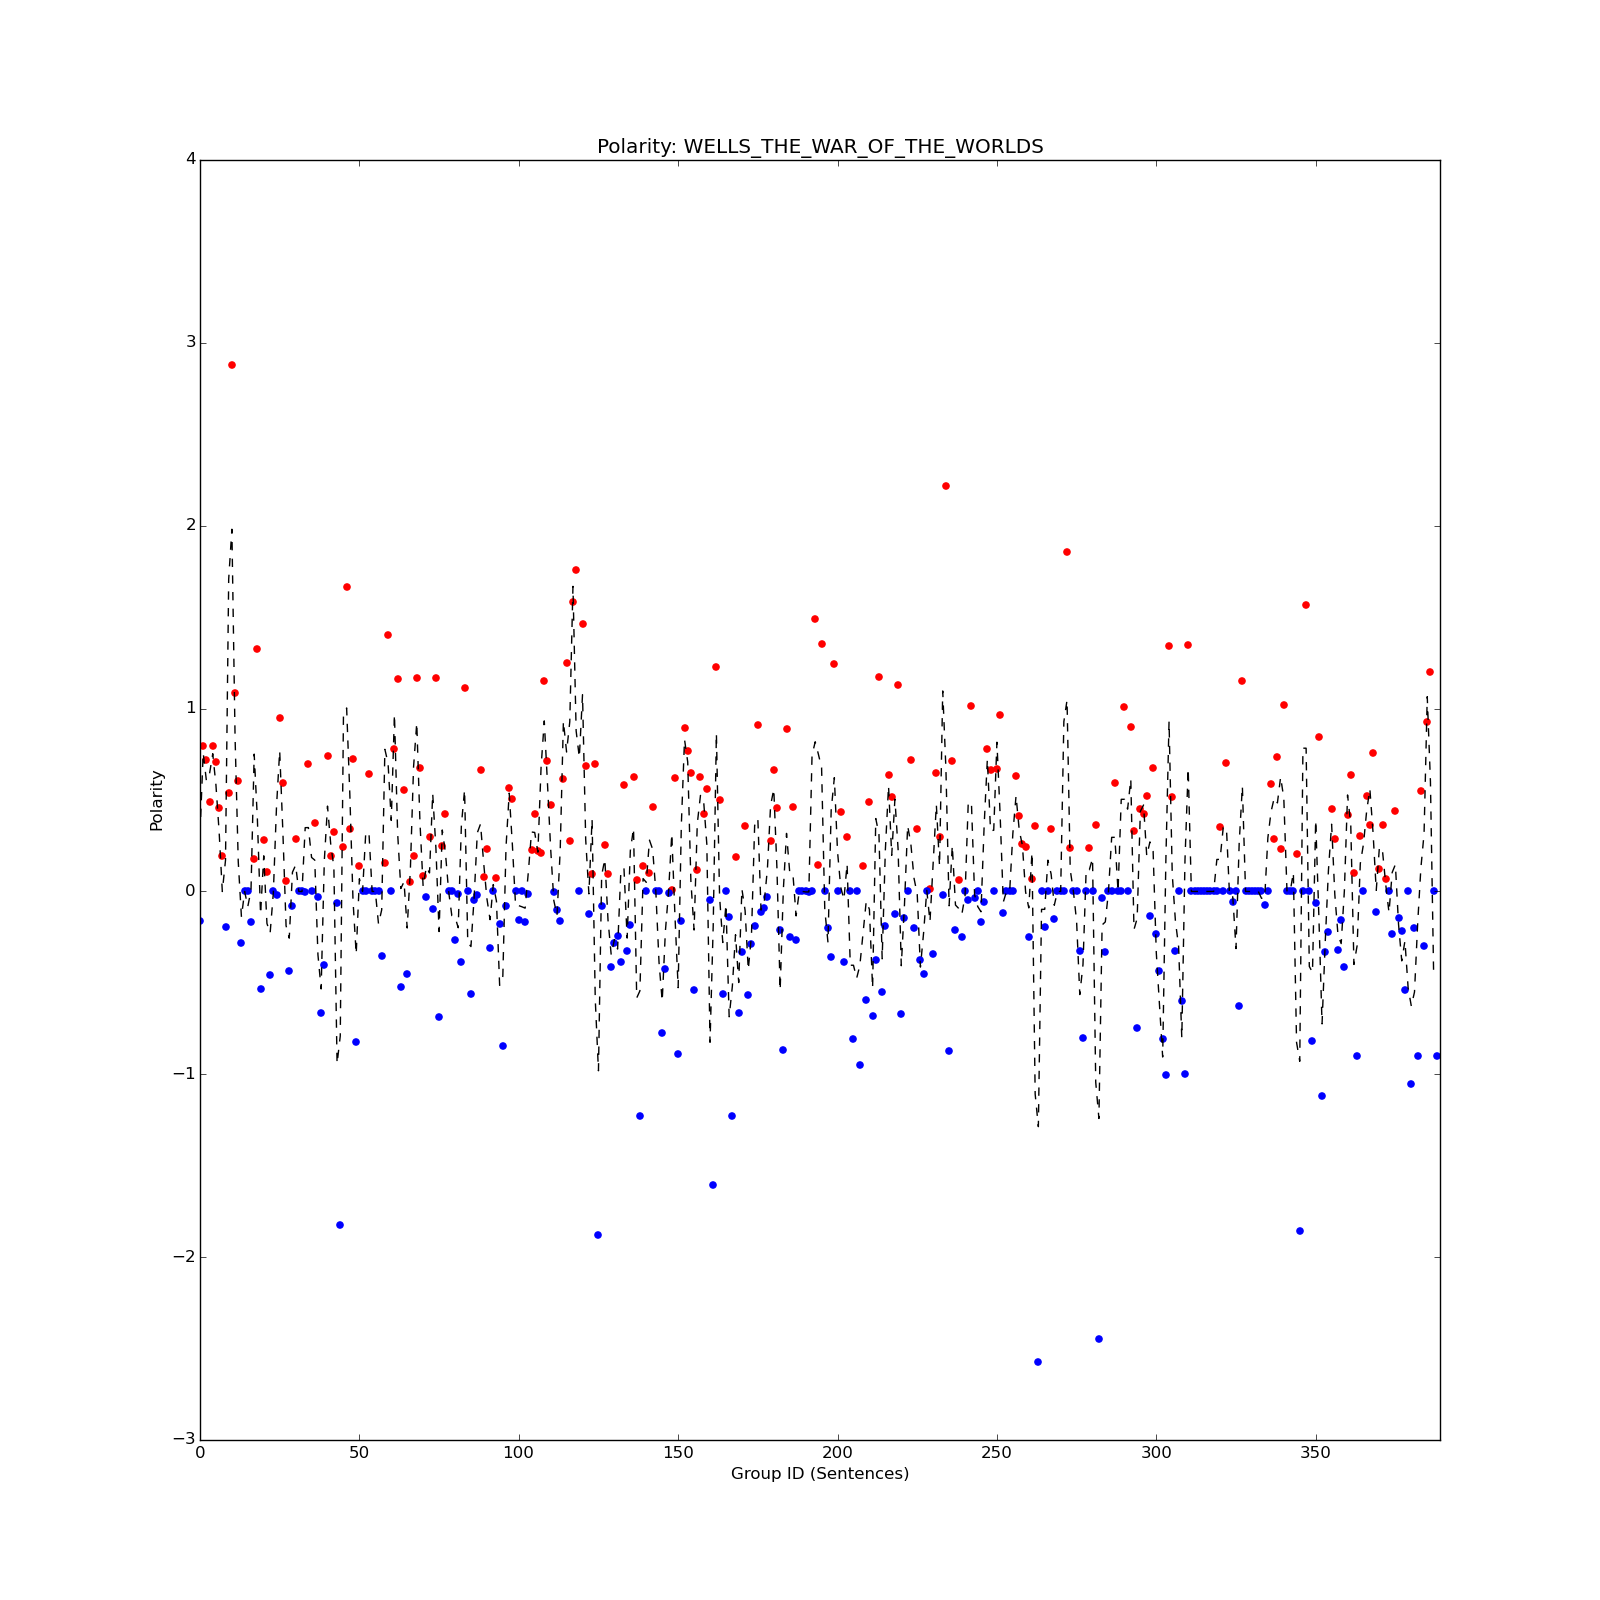 Polarity: WELLS_THE_WAR_OF_THE_WORLDS
4
3
2
1
0
−1
−2
−3
Polarity
0 50 100 150 200 250 300 350
Group ID (Sentences)